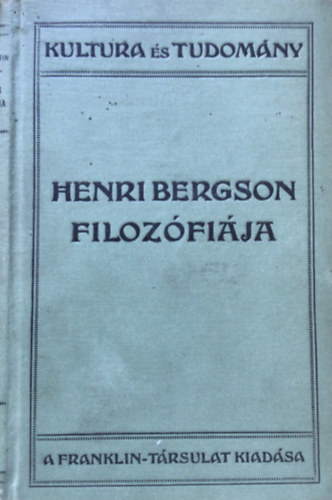 KULTURA ÉS TUDOMÁNY
HENRI BERGSON
FILOZÓFIÁJA
A FRANKLIN-TÁRSULAT KIADÁSA